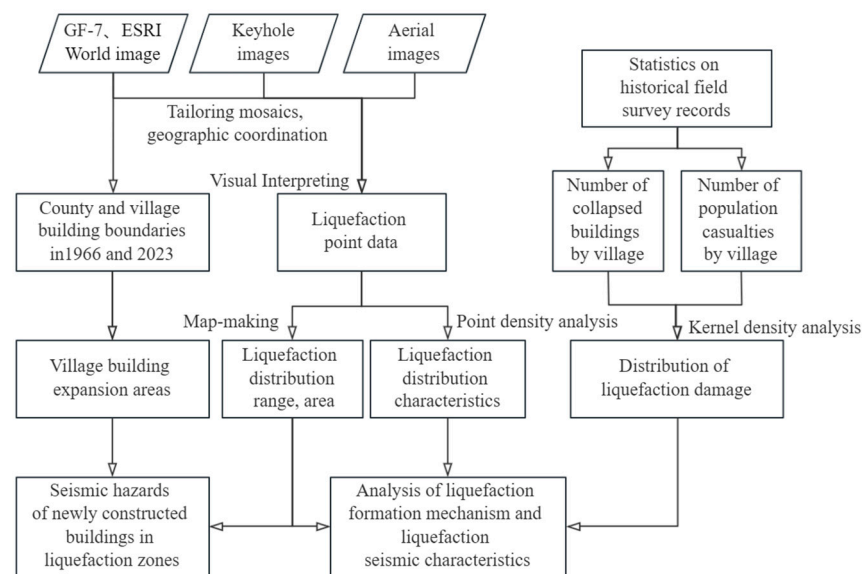 GF-7、ESRI
World image
Keyhole
images
Aerial
images
Statistics on
historical field
survey records
Tailoring mosaics,
geographic coordination
Visual Interpreting
County and village
building boundaries
in1966 and 2023
Liquefaction
point data
Number of
collapsed
buildings
by village
Number of
population
casualties
by village
Map-making
Point density analysis
Kernel density analysis
Village building
expansion areas
Liquefaction
distribution
range, area
Liquefaction
distribution
characteristics
Distribution of
liquefaction damage
Seismic hazards
of newly constructed
buildings in
liquefaction zones
Analysis of liquefaction
formation mechanism and
liquefaction
seismic characteristics